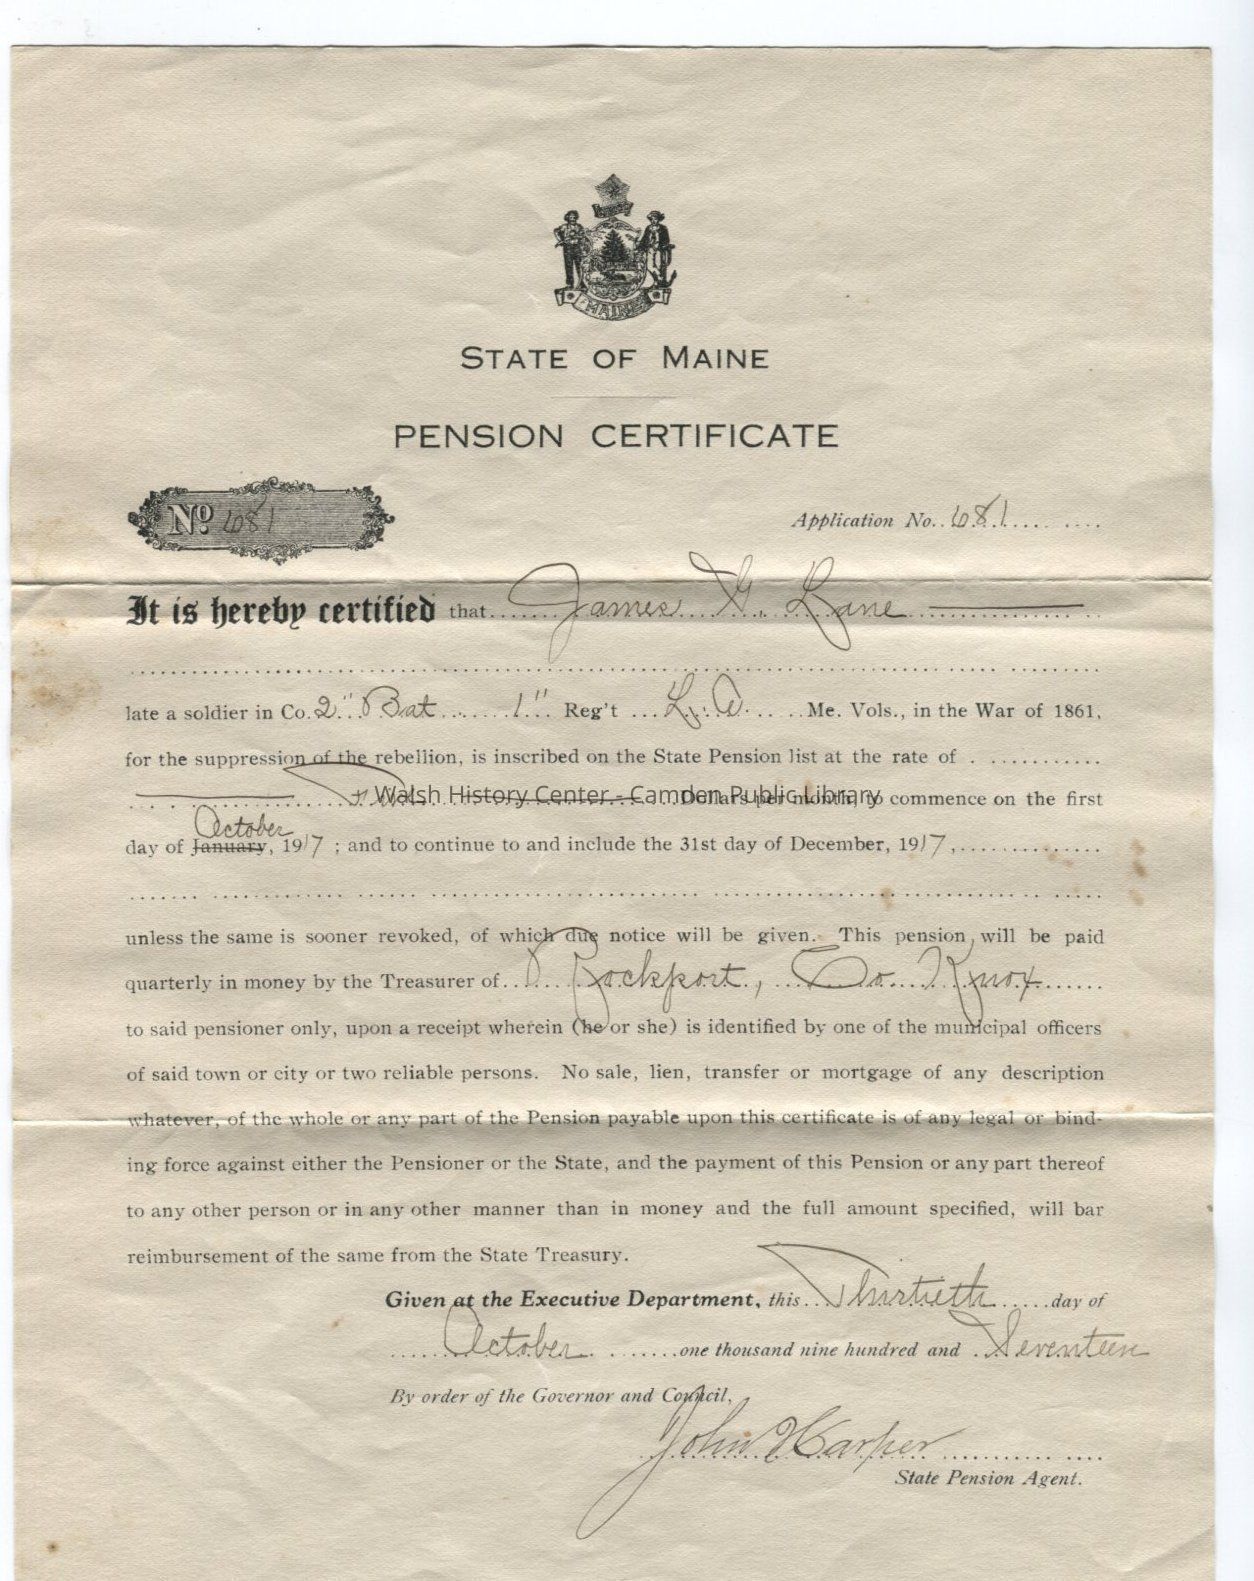 MAINE
STATE OF MAINE
PENSION CERTIFICATE
No 681
Application No. 681
It is hereby certified that James G. Lane
late a soldier in Co. 2" Bat 1" Reg't L. A. Me. Vols., in the War of 1861,
for the suppression of the rebellion, is inscribed on the State Pension list at the rate of
Dollars per month, to commence on the first
Walsh History Center - Camden Public Library
October
day of January, 1917 ; and to continue to and include the 31st day of December, 1917,
unless the same is sooner revoked, of which due notice will be given. This pension will be paid
quarterly in money by the Treasurer of Rockport, Co. Knox
to said pensioner only, upon a receipt wherein (he or she) is identified by one of the municipal officers
of said town or city or two reliable persons. No sale, lien, transfer or mortgage of any description
whatever, of the whole or any part of the Pension payable upon this certificate is of any legal or bind-
ing force against either the Pensioner or the State, and the payment of this Pension or any part thereof
to any other person or in any other manner than in money and the full amount specified, will bar
reimbursement of the same from the State Treasury.
Given at the Executive Department, this Thirtieth day of
October one thousand nine hundred and Seventeen
By order of the Governor and Council,
John Harper
State Pension Agent.